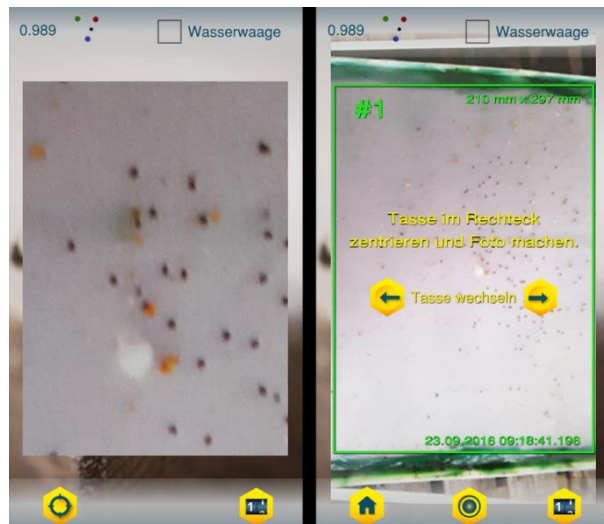 0.989
Wasserwaage
0.989
Wasserwaage
#1
210 mm x 297 mm
Tasse im Rechteck
zentrieren und Foto machen.
Tasse wechseln
23.09.2016 09:18:41.196